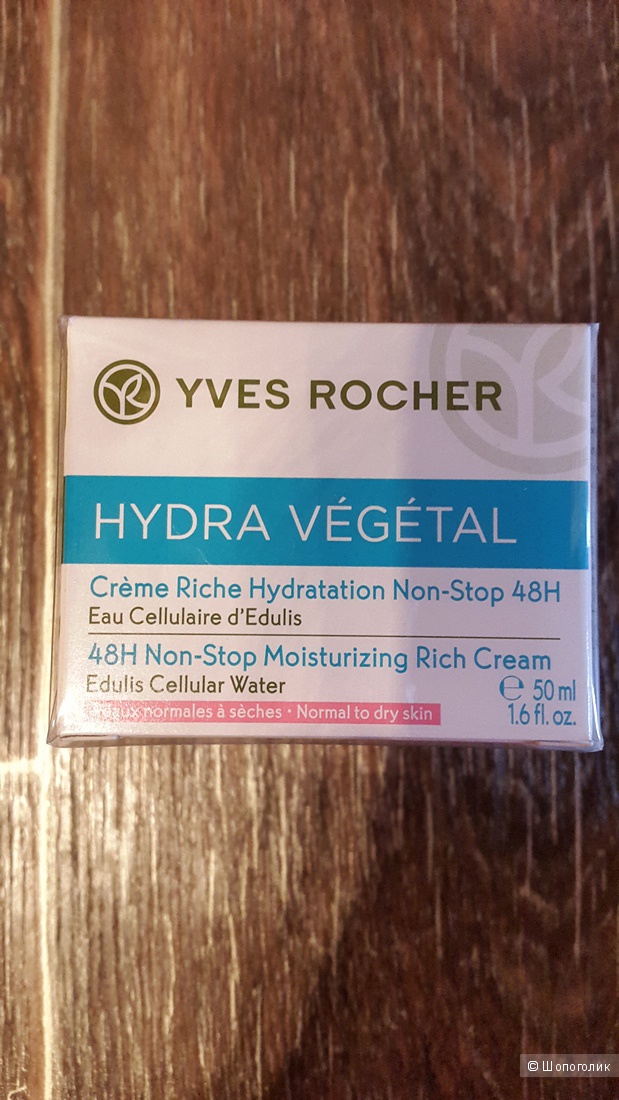 YVES ROCHER
HYDRA VÉGÉTAL
Crème Riche Hydratation Non-Stop 48H
Eau Cellulaire d'Edulis
48H Non-Stop Moisturizing Rich Cream
Edulis Cellular Water
℮ 50 ml
normales à sèches • Normal to dry skin
1.6 fl. oz.
© Шопоголик